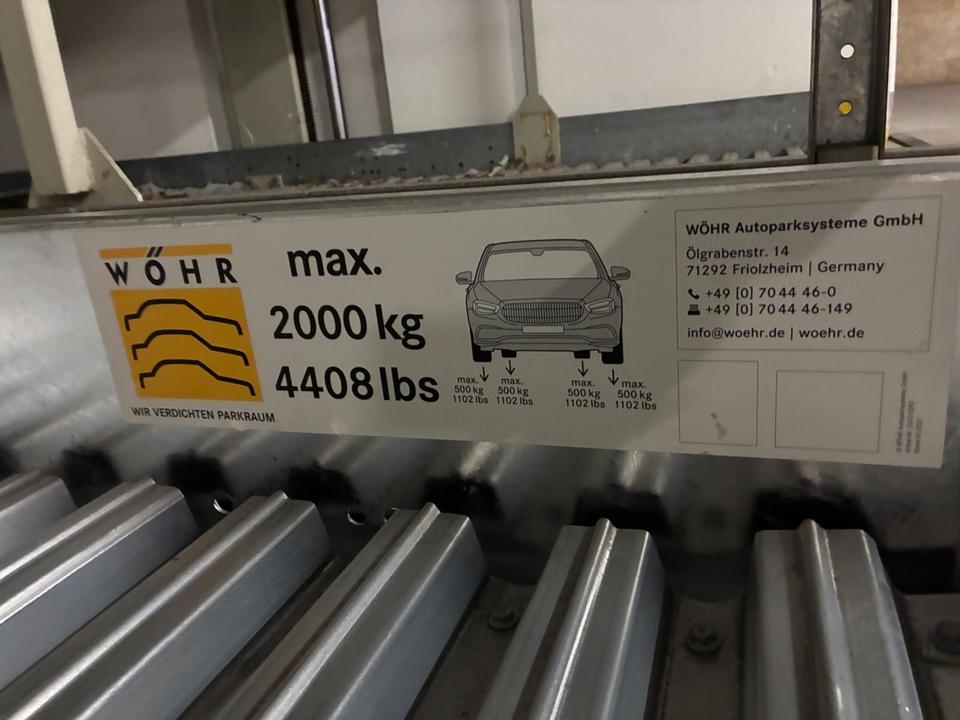 WÖHR
WIR VERDICHTEN PARKRAUM
max.
2000 kg
4408 lbs
max.
500 kg
1102 lbs
max.
500 kg
1102 lbs
max.
500 kg
1102 lbs
max.
500 kg
1102 lbs
WÖHR Autoparksysteme GmbH
Ölgrabenstr. 14
71292 Friolzheim | Germany
+49 [0] 70 44 46-0
+49 [0] 70 44 46-149
info@woehr.de | woehr.de